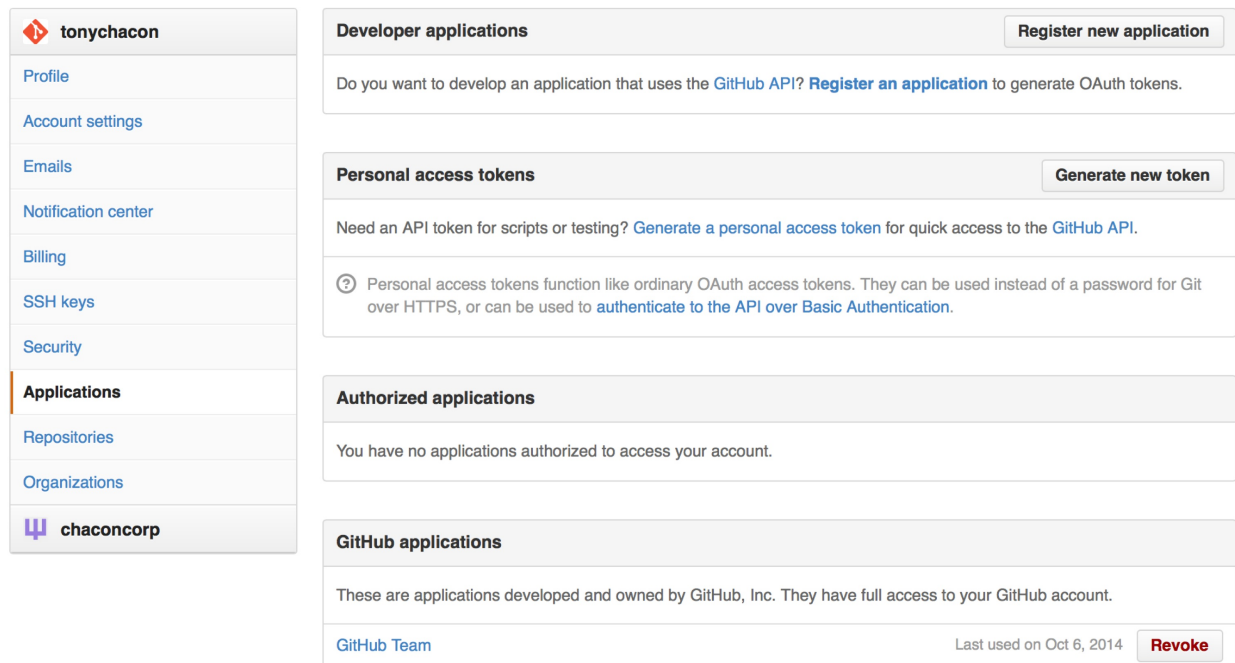 tonychacon
Profile
Account settings
Emails
Notification center
Billing
SSH keys
Security
Applications
Repositories
Organizations
chaconcorp
Developer applications
Register new application
Do you want to develop an application that uses the GitHub API? Register an application to generate OAuth tokens.
Personal access tokens
Generate new token
Need an API token for scripts or testing? Generate a personal access token for quick access to the GitHub API.
Personal access tokens function like ordinary OAuth access tokens. They can be used instead of a password for Git
over HTTPS, or can be used to authenticate to the API over Basic Authentication.
Authorized applications
You have no applications authorized to access your account.
GitHub applications
These are applications developed and owned by GitHub, Inc. They have full access to your GitHub account.
GitHub Team
Last used on Oct 6, 2014
Revoke